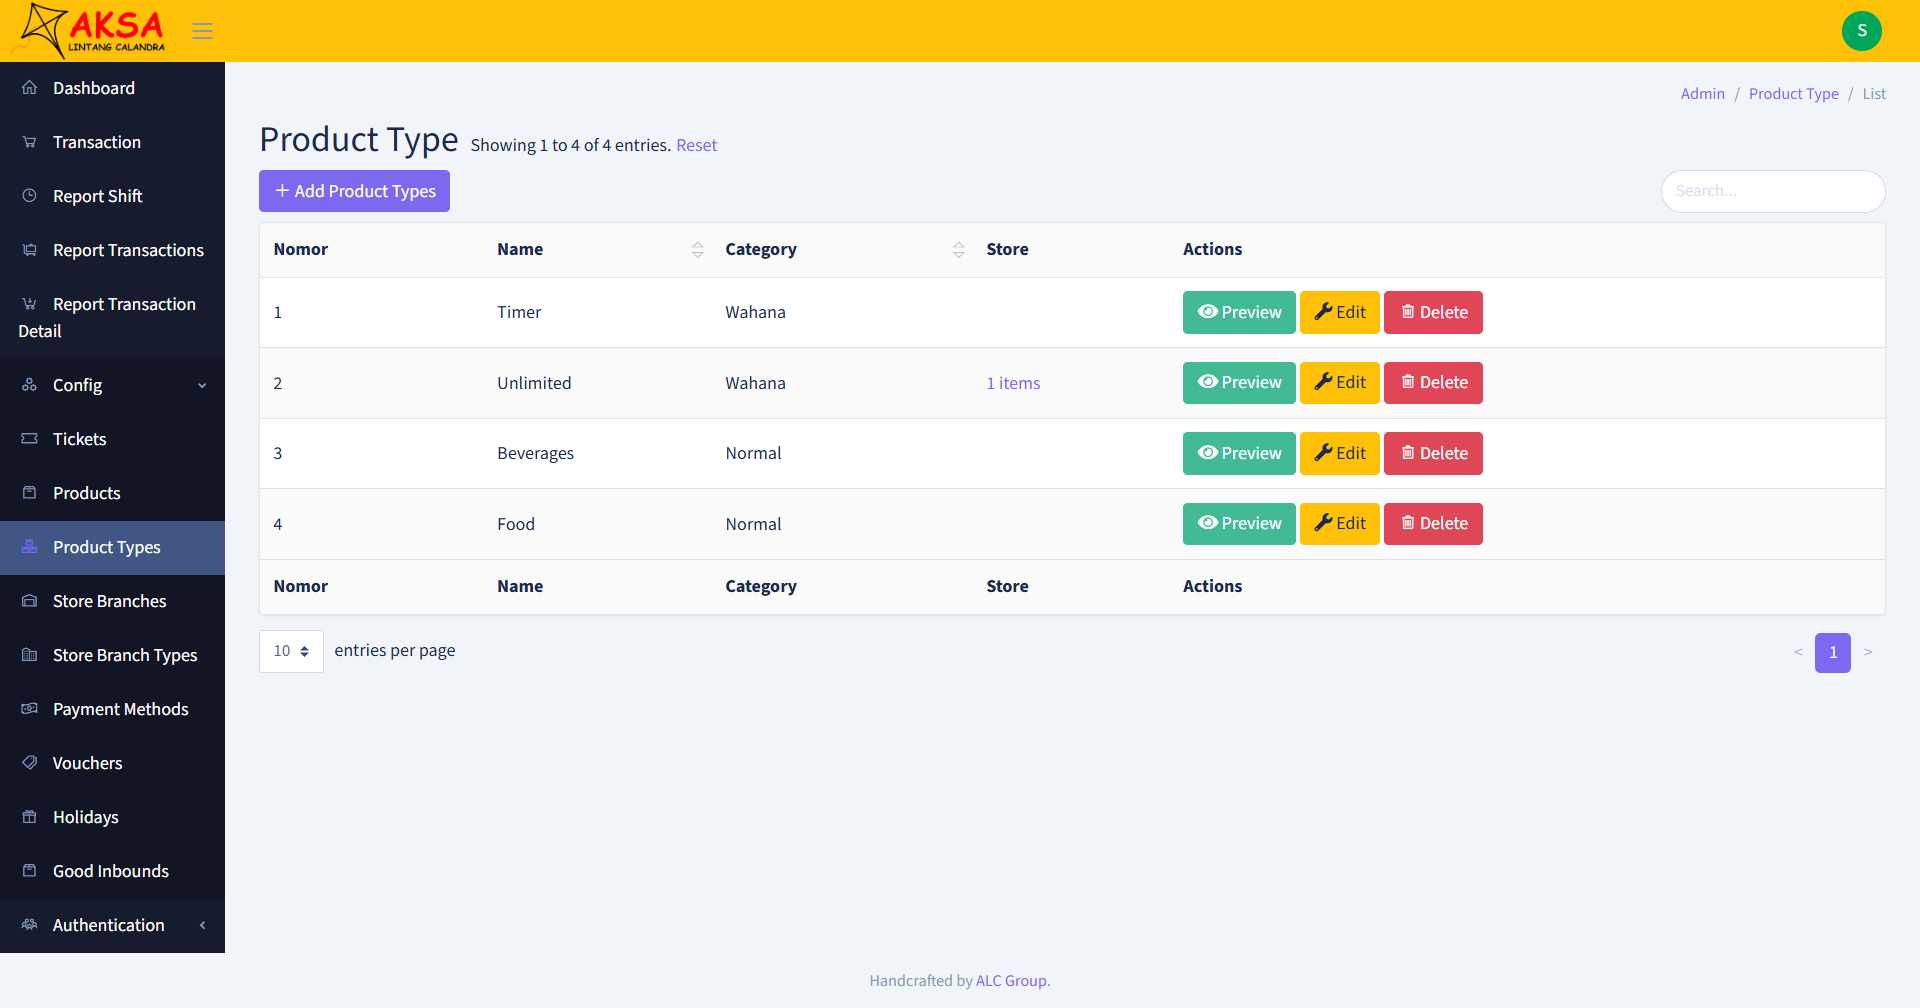 AKSA
LINTANG CALANDRA
S
Dashboard
Transaction
Report Shift
Report Transactions
Report Transaction
Detail
Config
Tickets
Products
Product Types
Store Branches
Store Branch Types
Payment Methods
Vouchers
Holidays
Good Inbounds
Authentication
Admin / Product Type / List
Product Type Showing 1 to 4 of 4 entries. Reset
+ Add Product Types
Search...
Nomor Name Category Store Actions
1 Timer Wahana Preview Edit Delete
2 Unlimited Wahana 1 items Preview Edit Delete
3 Beverages Normal Preview Edit Delete
4 Food Normal Preview Edit Delete
Nomor Name Category Store Actions
10 entries per page
< 1 >
Handcrafted by ALC Group.